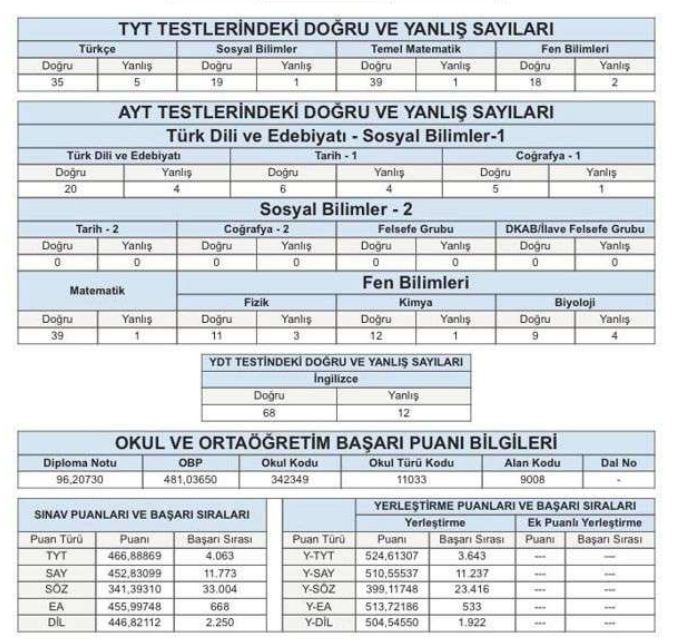 TYT TESTLERİNDEKİ DOĞRU VE YANLIŞ SAYILARI
Türkçe Sosyal Bilimler Temel Matematik Fen Bilimleri
Doğru Yanlış Doğru Yanlış Doğru Yanlış Doğru Yanlış
35 5 19 1 39 1 18 2
AYT TESTLERİNDEKİ DOĞRU VE YANLIŞ SAYILARI
Türk Dili ve Edebiyatı - Sosyal Bilimler-1
Türk Dili ve Edebiyatı Tarih - 1 Coğrafya - 1
Doğru Yanlış Doğru Yanlış Doğru Yanlış
20 4 6 4 5 1
Sosyal Bilimler - 2
Tarih - 2 Coğrafya - 2 Felsefe Grubu DKAB/İlave Felsefe Grubu
Doğru Yanlış Doğru Yanlış Doğru Yanlış Doğru Yanlış
0 0 0 0 0 0 0 0
Matematik Fen Bilimleri
Fizik Kimya Biyoloji
Doğru Yanlış Doğru Yanlış Doğru Yanlış Doğru Yanlış
39 1 11 3 12 1 9 4
YDT TESTİNDEKİ DOĞRU VE YANLIŞ SAYILARI
İngilizce
Doğru Yanlış
68 12
OKUL VE ORTAÖĞRETİM BAŞARI PUANI BİLGİLERİ
Diploma Notu OBP Okul Kodu Okul Türü Kodu Alan Kodu Dal No
96,20730 481,03650 342349 11033 9008 -
SINAV PUANLARI VE BAŞARI SIRALARI
Puan Türü Puanı Başarı Sırası
TYT 466,88869 4.063
SAY 452,83099 11.773
SÖZ 341,39310 33.004
EA 455,99748 668
DİL 446,82112 2.250
YERLEŞTİRME PUANLARI VE BAŞARI SIRALARI
Yerleştirme Ek Puanlı Yerleştirme
Puan Türü Puanı Başarı Sırası Puanı Başarı Sırası
Y-TYT 524,61307 3.643 --- ---
Y-SAY 510,55537 11.237 --- ---
Y-SÖZ 399,11748 23.416 --- ---
Y-EA 513,72186 533 --- ---
Y-DİL 504,54550 1.922 --- ---